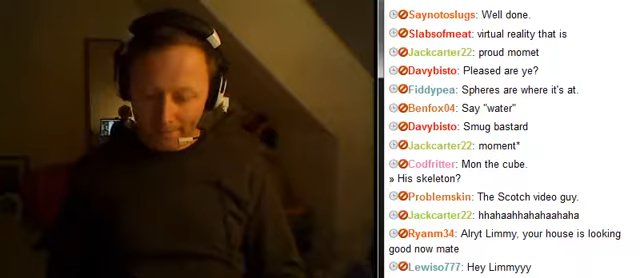 Saynotoslugs: Well done.
Slabsofmeat: virtual reality that is
Jackcarter22: proud momet
Davybisto: Pleased are ye?
Fiddypea: Spheres are where it's at.
Benfox04: Say "water"
Davybisto: Smug bastard
Jackcarter22: moment*
Codfritter: Mon the cube.
» His skeleton?
Problemskin: The Scotch video guy.
Jackcarter22: hhahaahhahahaahaha
Ryanm34: Alryt Limmy, your house is looking
good now mate
Lewiso777: Hey Limmyyy